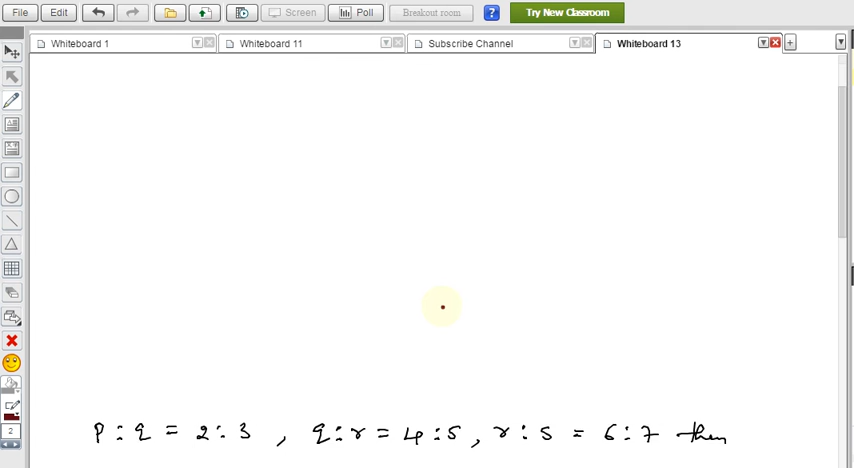 File Edit Screen Poll Breakout room ? Try New Classroom
Whiteboard 1 Whiteboard 11 Subscribe Channel Whiteboard 13 +
2
p : q = 2 : 3 , q : r = 4 : 5 , r : s = 6 : 7 then